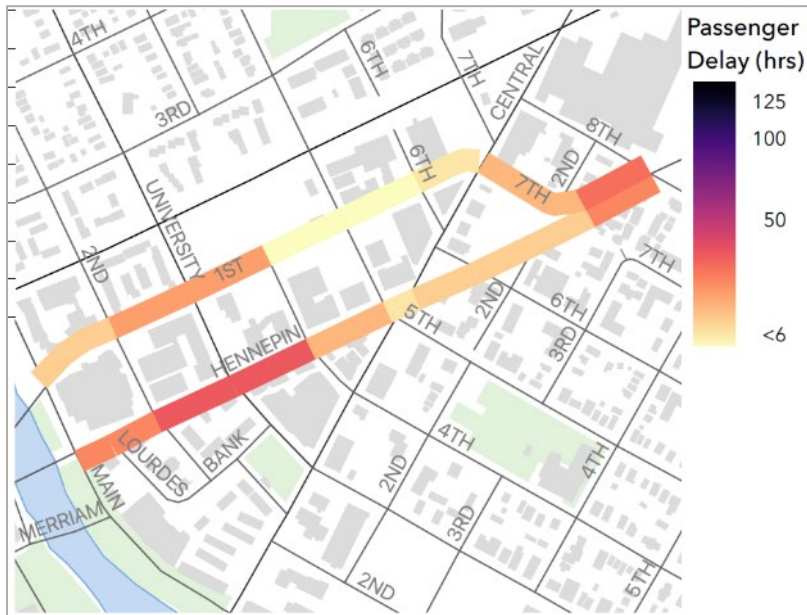 Passenger
Delay (hrs)
125
100
50
<6
4TH
3RD
6TH
7TH
CENTRAL
8TH
2ND
7TH
6TH
UNIVERSITY
2ND
1ST
7TH
2ND
6TH
3RD
5TH
HENNEPIN
4TH
4TH
2ND
3RD
5TH
2ND
LOURDES
BANK
MAIN
MERRIAM